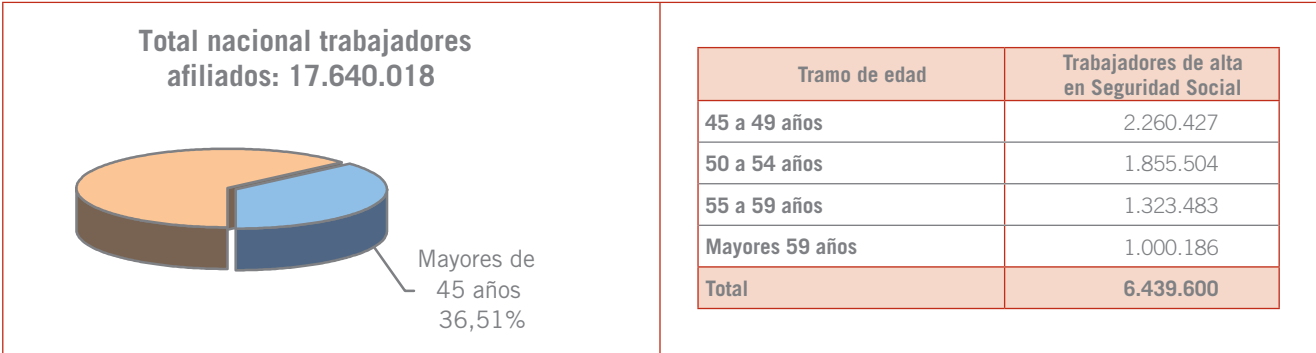 Total nacional trabajadores
afiliados: 17.640.018
Mayores de
45 años
36,51%
Tramo de edad
Trabajadores de alta
en Seguridad Social
45 a 49 años 2.260.427
50 a 54 años 1.855.504
55 a 59 años 1.323.483
Mayores 59 años 1.000.186
Total 6.439.600